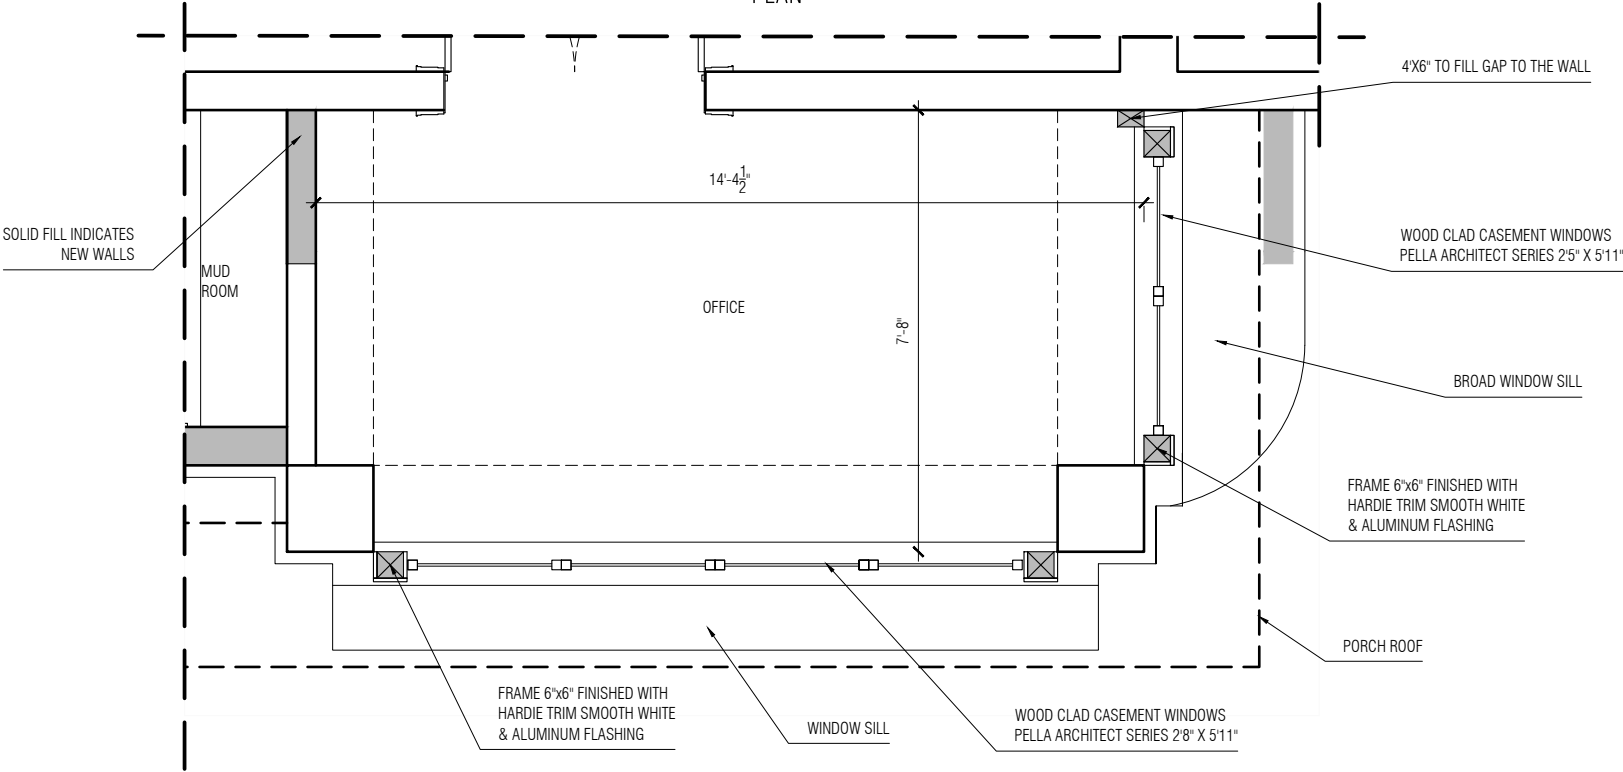 PLAN
4'X6" TO FILL GAP TO THE WALL
14'-4 1/2"
SOLID FILL INDICATES
NEW WALLS
WOOD CLAD CASEMENT WINDOWS
PELLA ARCHITECT SERIES 2'5" X 5'11"
MUD
ROOM
OFFICE
7'-8"
BROAD WINDOW SILL
FRAME 6"x6" FINISHED WITH
HARDIE TRIM SMOOTH WHITE
& ALUMINUM FLASHING
PORCH ROOF
FRAME 6"x6" FINISHED WITH
HARDIE TRIM SMOOTH WHITE
& ALUMINUM FLASHING
WINDOW SILL
WOOD CLAD CASEMENT WINDOWS
PELLA ARCHITECT SERIES 2'8" X 5'11"